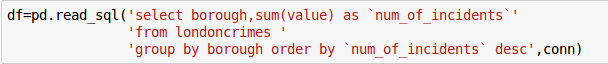 df=pd.read_sql('select borough,sum(value) as `num_of_incidents`'
'from londoncrimes '
'group by borough order by `num_of_incidents` desc',conn)